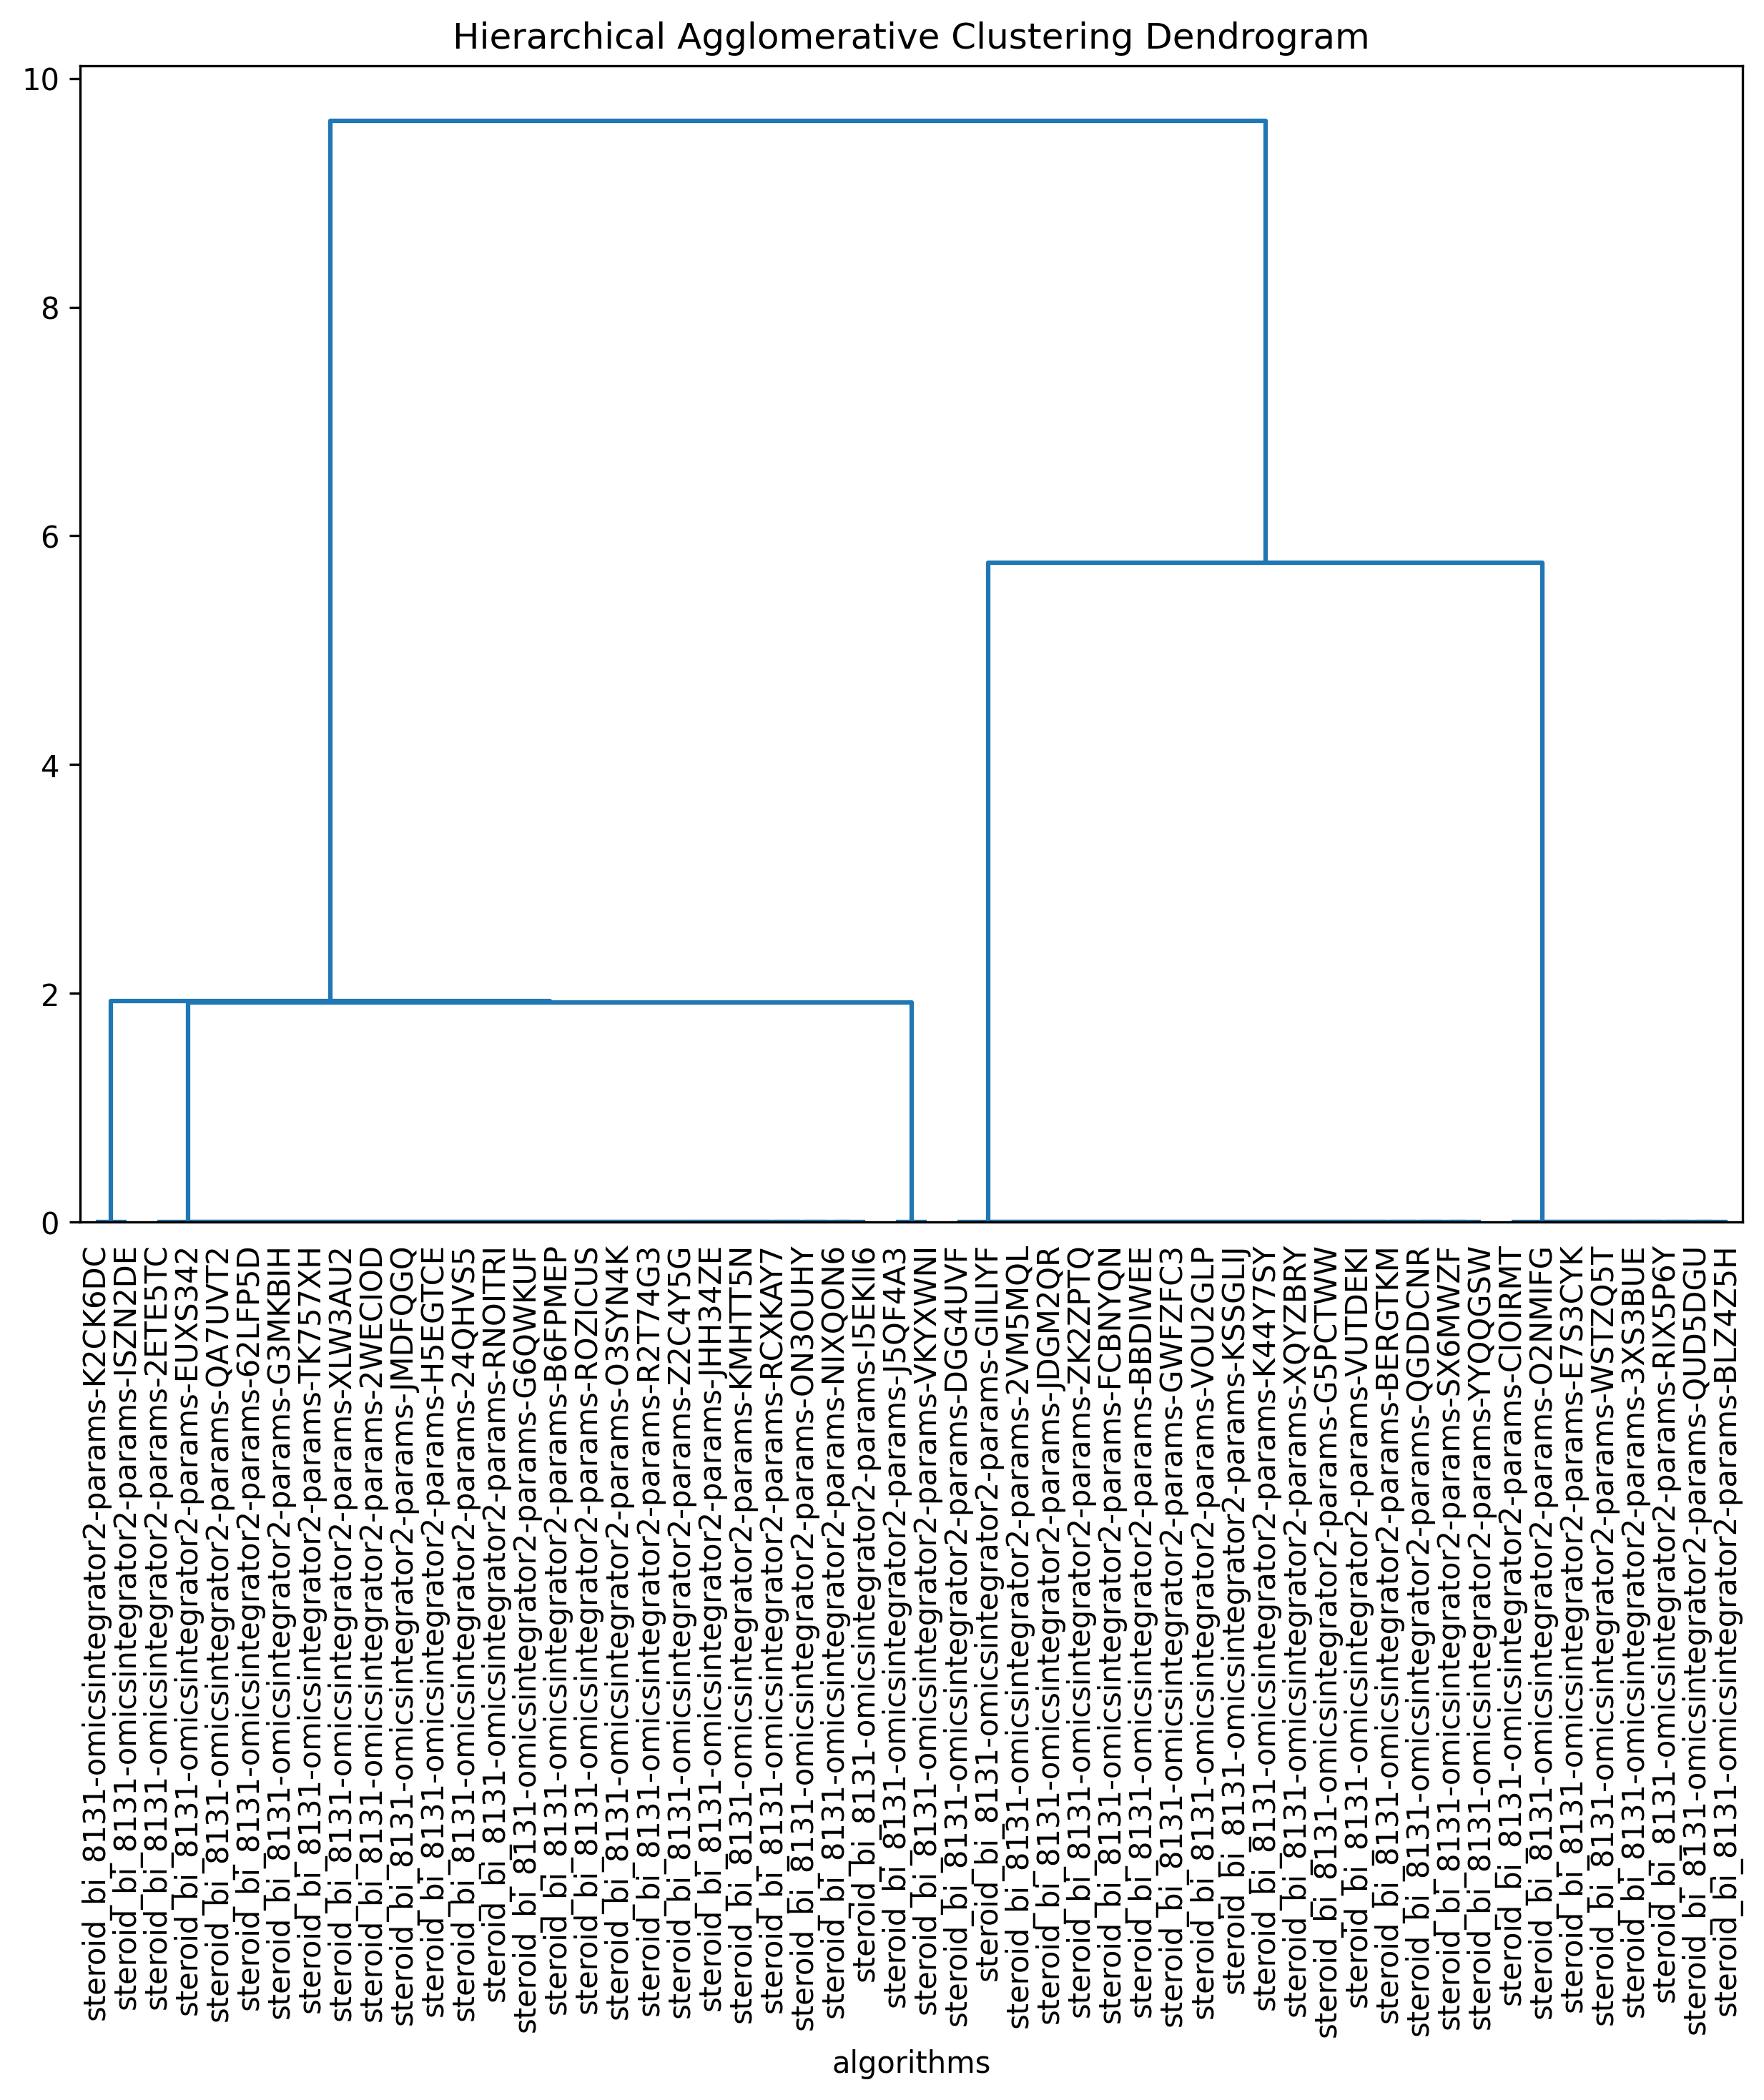 Hierarchical Agglomerative Clustering Dendrogram
10
8
6
4
2
0
steroid_bi_8131-omicsintegrator2-params-K2CK6DC
steroid_bi_8131-omicsintegrator2-params-ISZN2DE
steroid_bi_8131-omicsintegrator2-params-2ETE5TC
steroid_bi_8131-omicsintegrator2-params-EUXS342
steroid_bi_8131-omicsintegrator2-params-QA7UVT2
steroid_bi_8131-omicsintegrator2-params-62LFP5D
steroid_bi_8131-omicsintegrator2-params-G3MKBIH
steroid_bi_8131-omicsintegrator2-params-TK757XH
steroid_bi_8131-omicsintegrator2-params-XLW3AU2
steroid_bi_8131-omicsintegrator2-params-2WECIOD
steroid_bi_8131-omicsintegrator2-params-JMDFQGQ
steroid_bi_8131-omicsintegrator2-params-H5EGTCE
steroid_bi_8131-omicsintegrator2-params-24QHVS5
steroid_bi_8131-omicsintegrator2-params-RNOITRI
steroid_bi_8131-omicsintegrator2-params-G6QWKUF
steroid_bi_8131-omicsintegrator2-params-B6FPMEP
steroid_bi_8131-omicsintegrator2-params-ROZICUS
steroid_bi_8131-omicsintegrator2-params-O3SYN4K
steroid_bi_8131-omicsintegrator2-params-R2T74G3
steroid_bi_8131-omicsintegrator2-params-Z2C4Y5G
steroid_bi_8131-omicsintegrator2-params-JHH34ZE
steroid_bi_8131-omicsintegrator2-params-KMHTT5N
steroid_bi_8131-omicsintegrator2-params-RCXKAY7
steroid_bi_8131-omicsintegrator2-params-ON3OUHY
steroid_bi_8131-omicsintegrator2-params-NIXQON6
steroid_bi_8131-omicsintegrator2-params-I5EKII6
steroid_bi_8131-omicsintegrator2-params-J5QF4A3
steroid_bi_8131-omicsintegrator2-params-VKYXWNI
steroid_bi_8131-omicsintegrator2-params-DGG4UVF
steroid_bi_8131-omicsintegrator2-params-GIILIYF
steroid_bi_8131-omicsintegrator2-params-2VM5MQL
steroid_bi_8131-omicsintegrator2-params-JDGM2QR
steroid_bi_8131-omicsintegrator2-params-ZK2ZPTQ
steroid_bi_8131-omicsintegrator2-params-FCBNYQN
steroid_bi_8131-omicsintegrator2-params-BBDIWEE
steroid_bi_8131-omicsintegrator2-params-GWFZFC3
steroid_bi_8131-omicsintegrator2-params-VOU2GLP
steroid_bi_8131-omicsintegrator2-params-KSSGLIJ
steroid_bi_8131-omicsintegrator2-params-K44Y7SY
steroid_bi_8131-omicsintegrator2-params-XQYZBRY
steroid_bi_8131-omicsintegrator2-params-G5PCTWW
steroid_bi_8131-omicsintegrator2-params-VUTDEKI
steroid_bi_8131-omicsintegrator2-params-BERGTKM
steroid_bi_8131-omicsintegrator2-params-QGDDCNR
steroid_bi_8131-omicsintegrator2-params-SX6MWZF
steroid_bi_8131-omicsintegrator2-params-YYQQGSW
steroid_bi_8131-omicsintegrator2-params-CIOIRMT
steroid_bi_8131-omicsintegrator2-params-O2NMIFG
steroid_bi_8131-omicsintegrator2-params-E7S3CYK
steroid_bi_8131-omicsintegrator2-params-WSTZQ5T
steroid_bi_8131-omicsintegrator2-params-3XS3BUE
steroid_bi_8131-omicsintegrator2-params-RIX5P6Y
steroid_bi_8131-omicsintegrator2-params-QUD5DGU
steroid_bi_8131-omicsintegrator2-params-BLZ4Z5H
algorithms